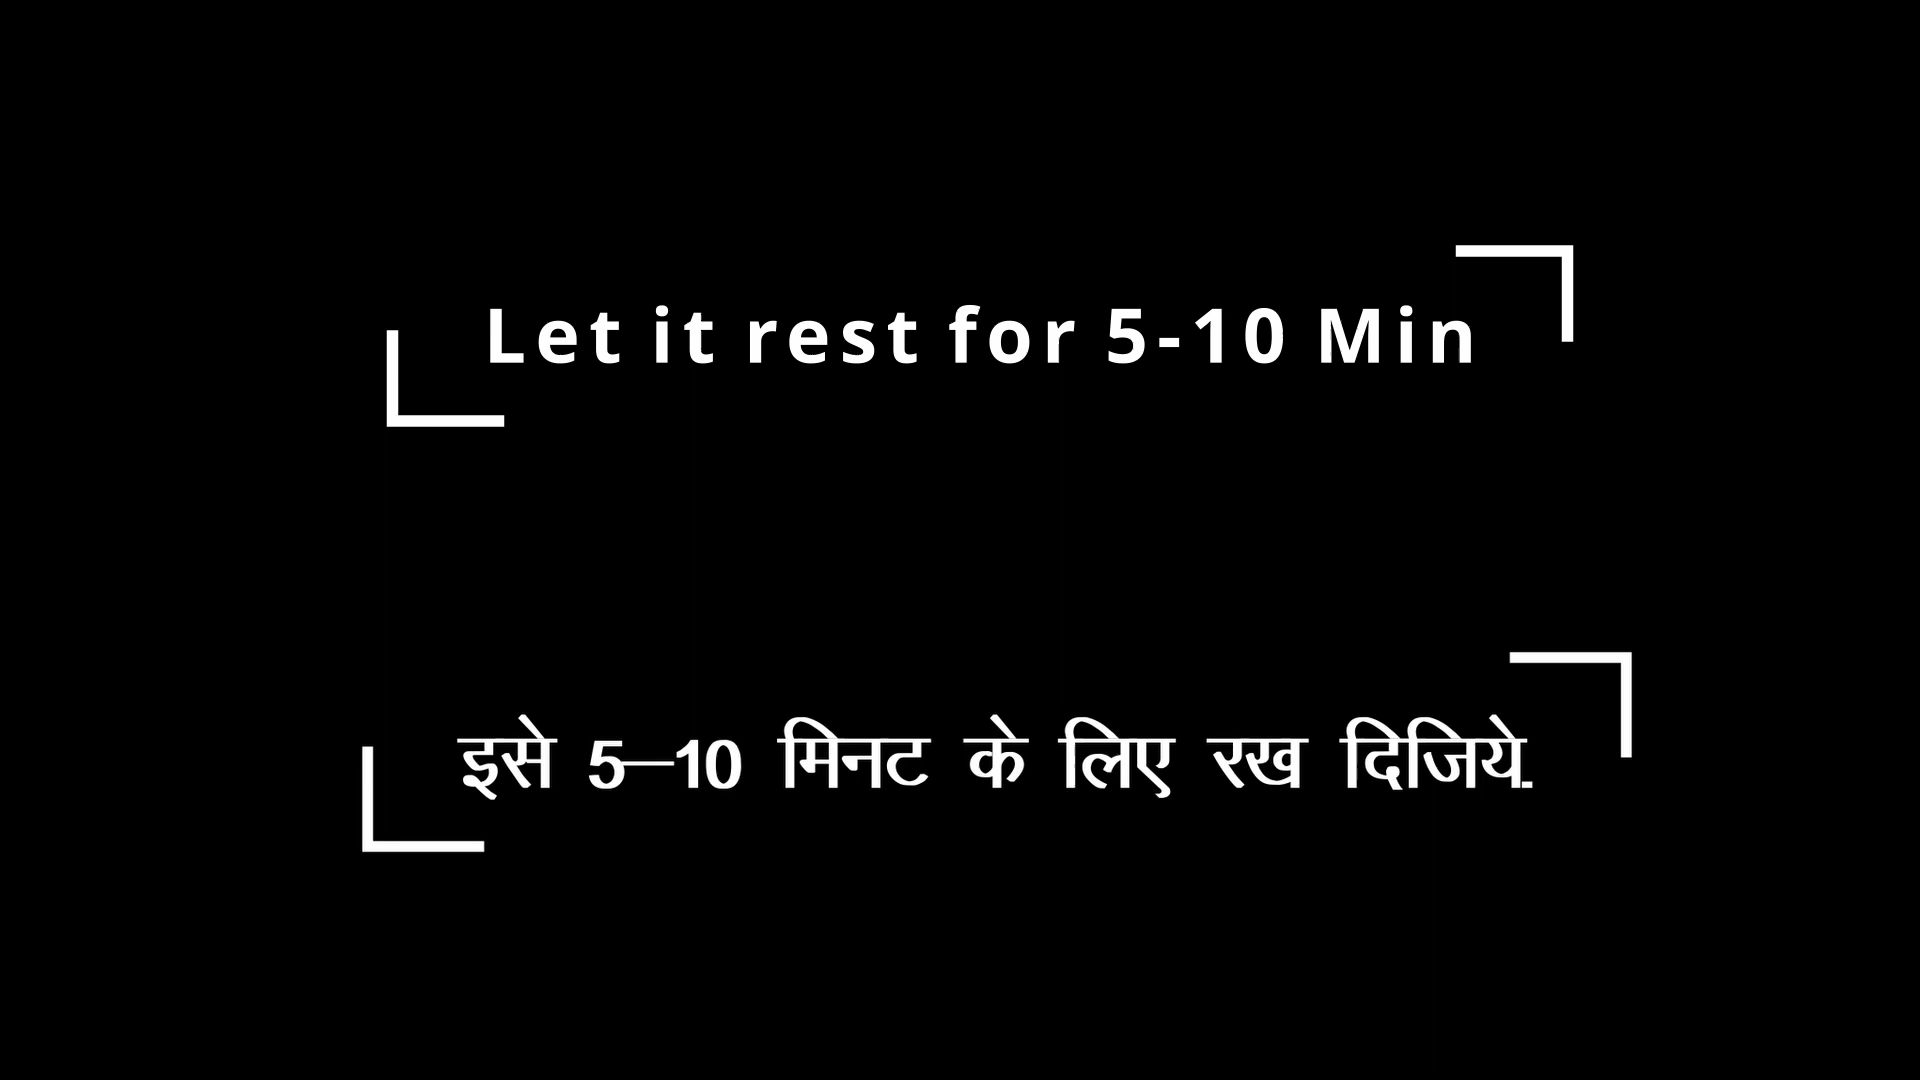 Let it rest for 5-10 Min
इसे 5–10 मिनट के लिए रख दिजिये.